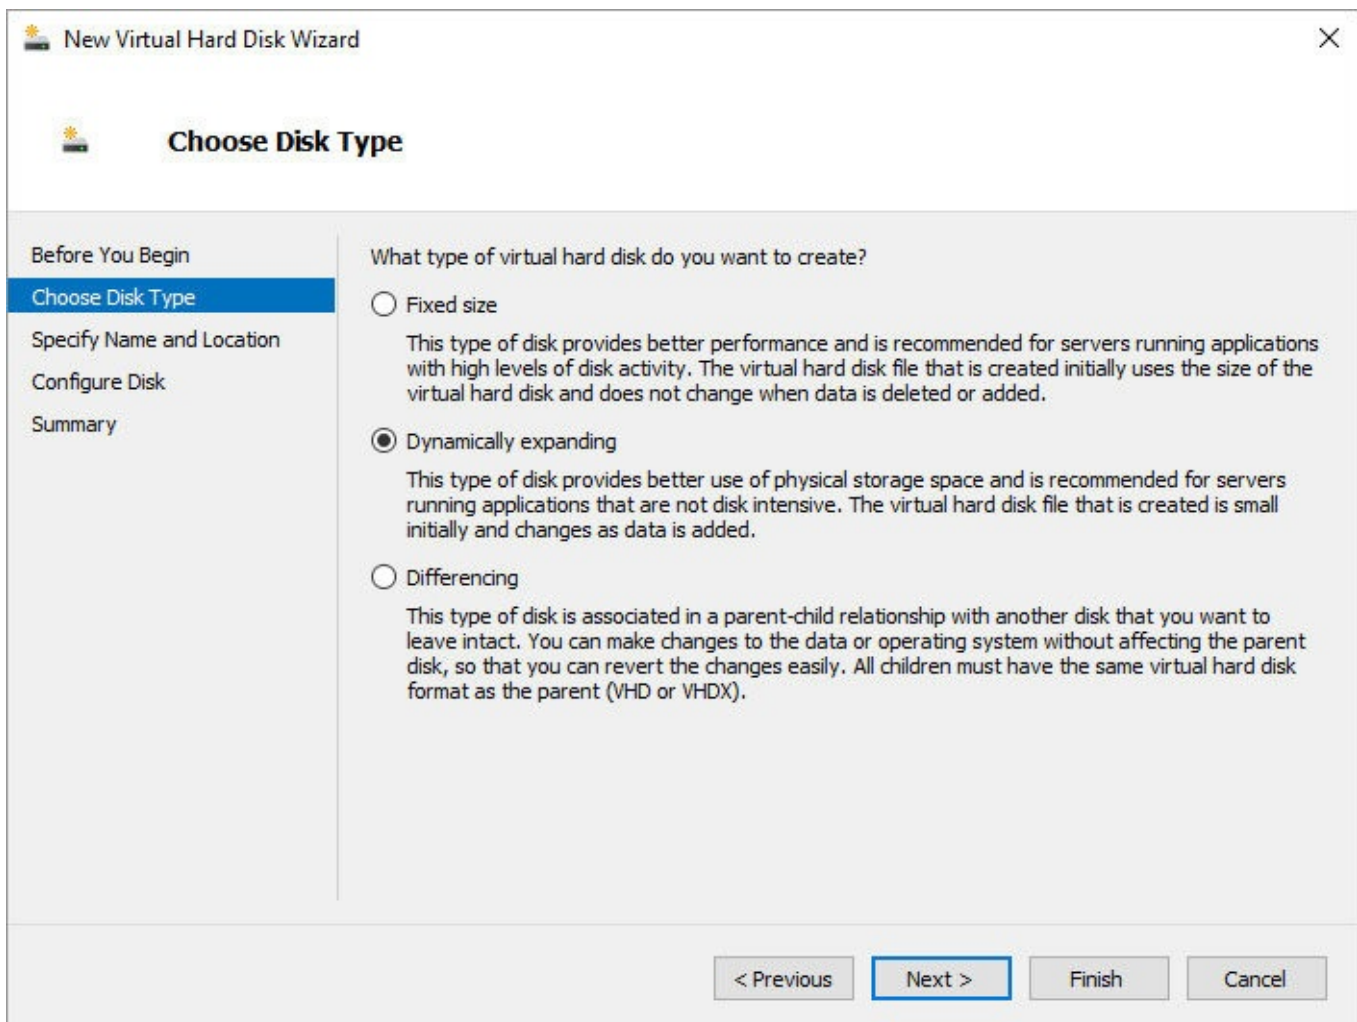 New Virtual Hard Disk Wizard
Choose Disk Type
Before You Begin
Choose Disk Type
Specify Name and Location
Configure Disk
Summary
What type of virtual hard disk do you want to create?
Fixed size
This type of disk provides better performance and is recommended for servers running applications
with high levels of disk activity. The virtual hard disk file that is created initially uses the size of the
virtual hard disk and does not change when data is deleted or added.
Dynamically expanding
This type of disk provides better use of physical storage space and is recommended for servers
running applications that are not disk intensive. The virtual hard disk file that is created is small
initially and changes as data is added.
Differencing
This type of disk is associated in a parent-child relationship with another disk that you want to
leave intact. You can make changes to the data or operating system without affecting the parent
disk, so that you can revert the changes easily. All children must have the same virtual hard disk
format as the parent (VHD or VHDX).
< Previous
Next >
Finish
Cancel